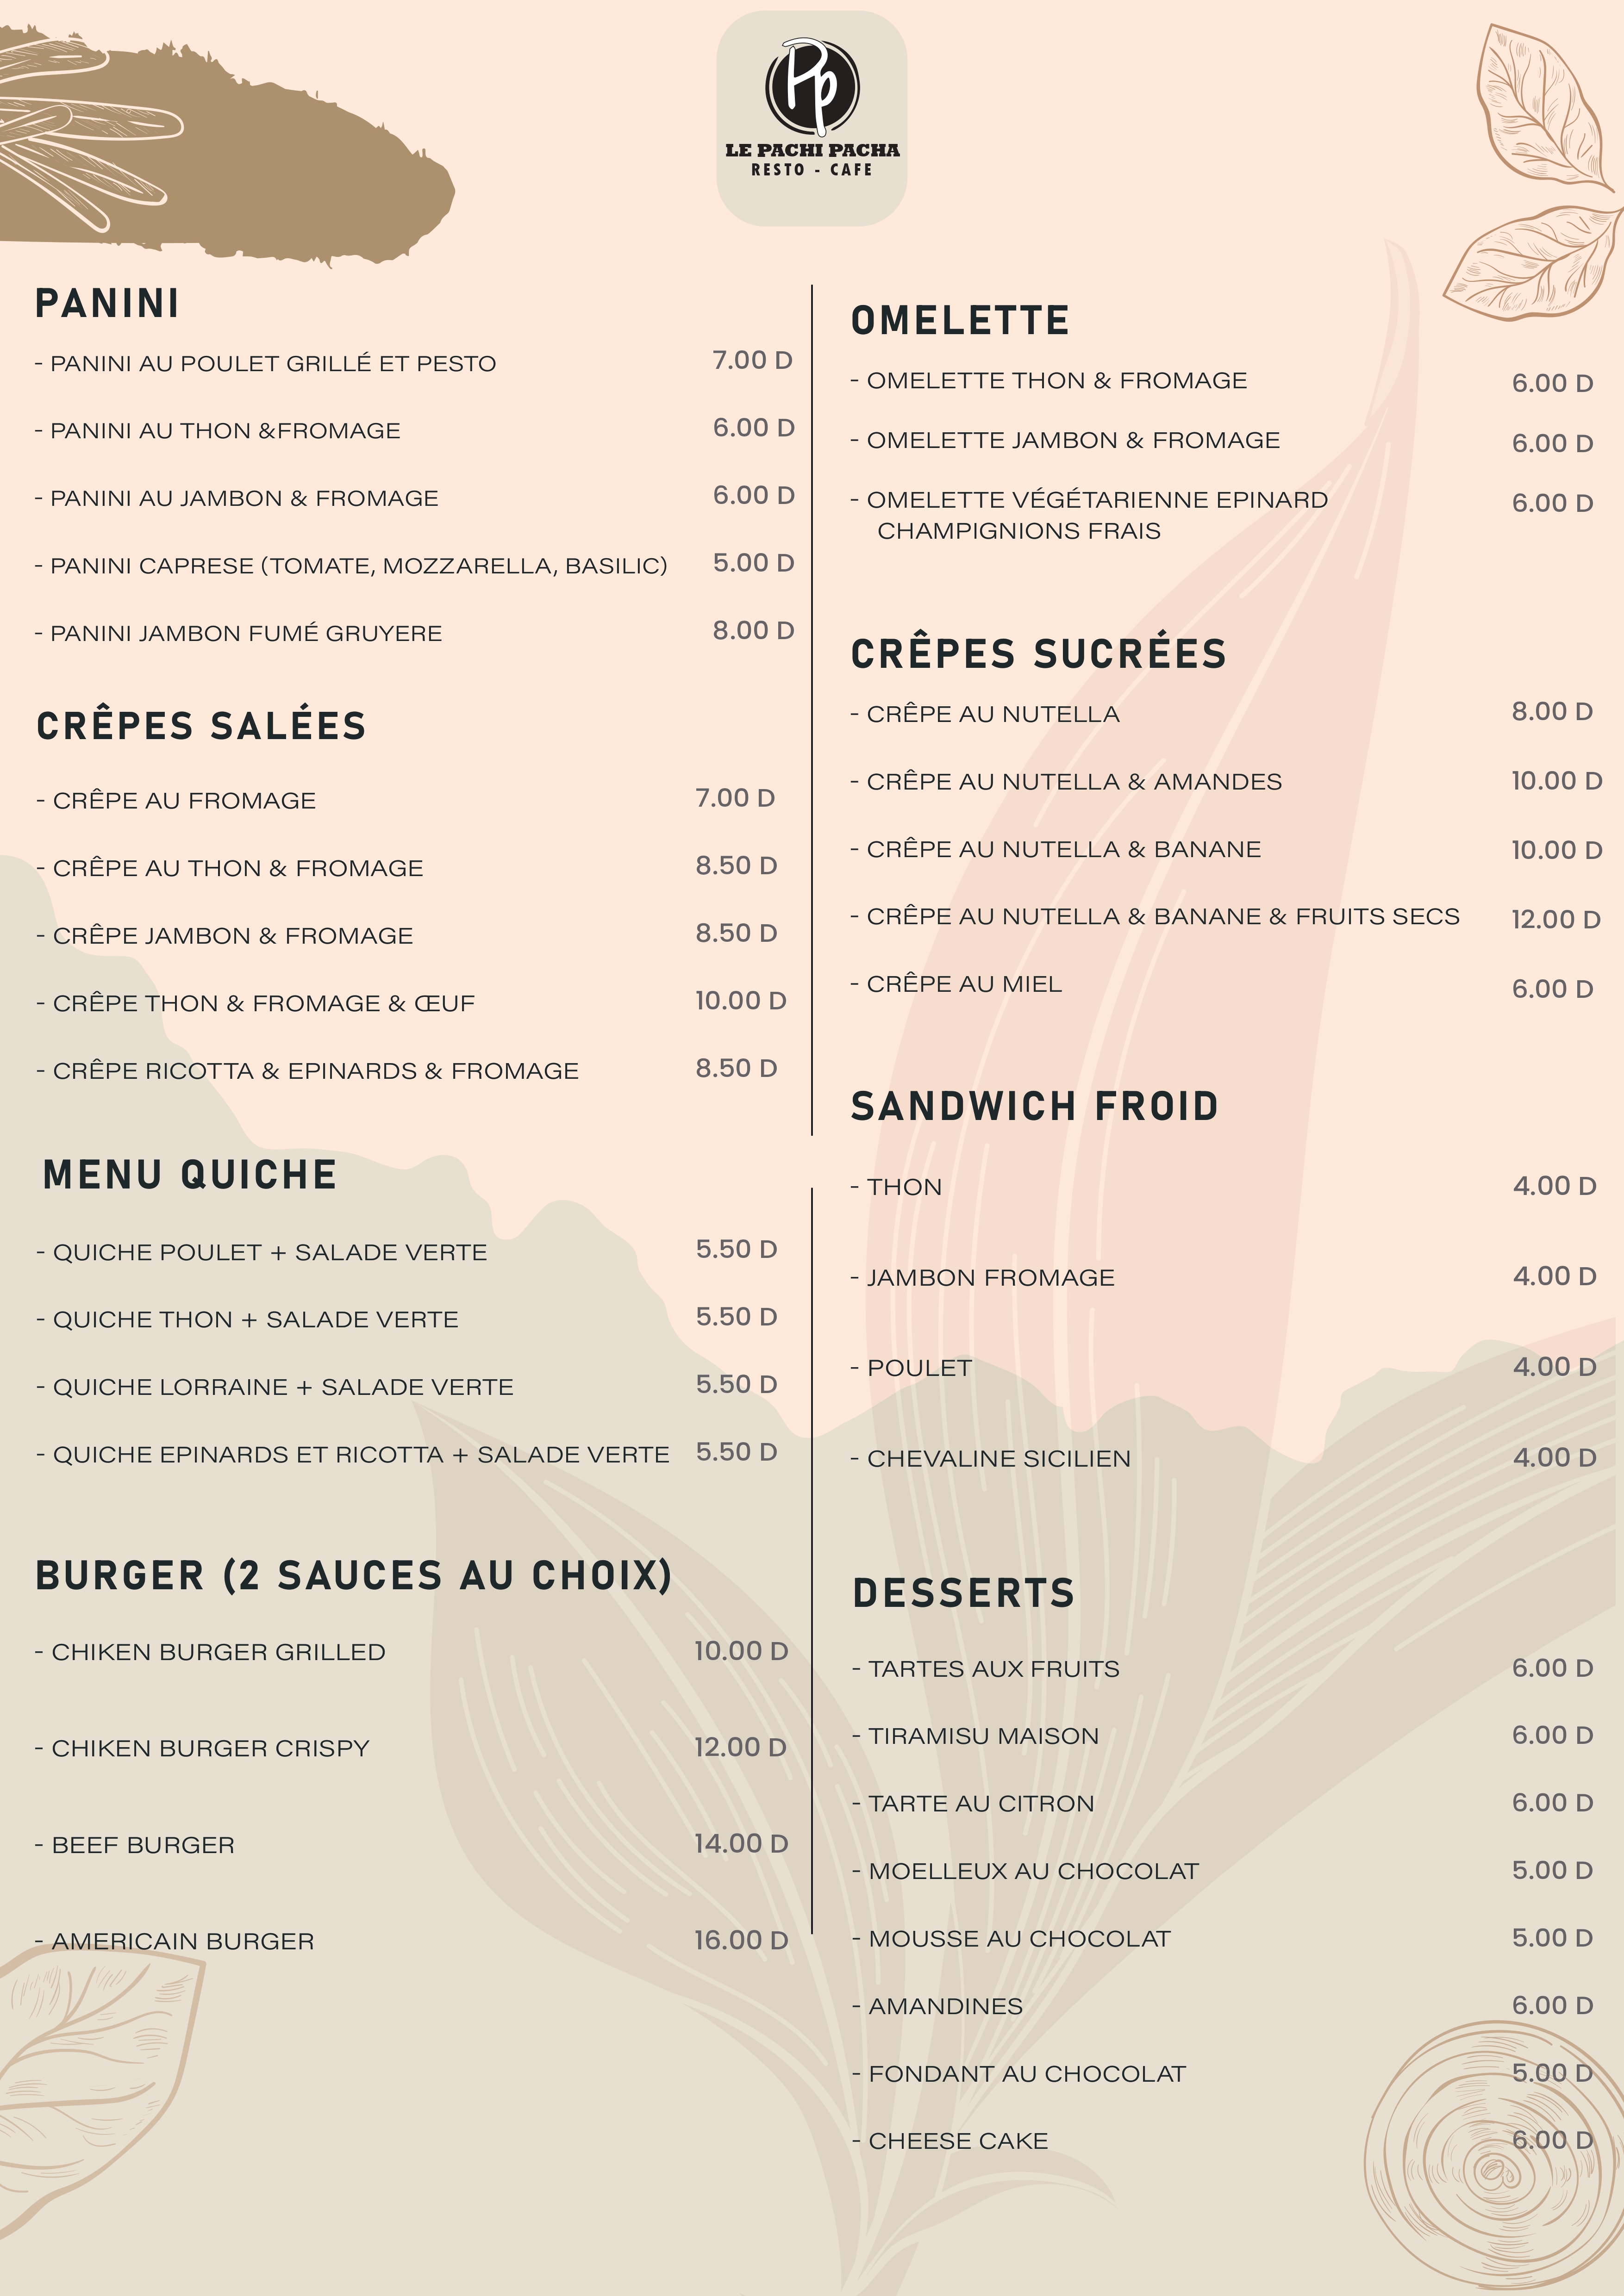 Pp
LE PACHI PACHA
RESTO - CAFE
PANINI
- PANINI AU POULET GRILLÉ ET PESTO 7.00 D
- PANINI AU THON &FROMAGE 6.00 D
- PANINI AU JAMBON & FROMAGE 6.00 D
- PANINI CAPRESE (TOMATE, MOZZARELLA, BASILIC) 5.00 D
- PANINI JAMBON FUMÉ GRUYERE 8.00 D
CRÊPES SALÉES
- CRÊPE AU FROMAGE 7.00 D
- CRÊPE AU THON & FROMAGE 8.50 D
- CRÊPE JAMBON & FROMAGE 8.50 D
- CRÊPE THON & FROMAGE & ŒUF 10.00 D
- CRÊPE RICOTTA & EPINARDS & FROMAGE 8.50 D
MENU QUICHE
- QUICHE POULET + SALADE VERTE 5.50 D
- QUICHE THON + SALADE VERTE 5.50 D
- QUICHE LORRAINE + SALADE VERTE 5.50 D
- QUICHE EPINARDS ET RICOTTA + SALADE VERTE 5.50 D
BURGER (2 SAUCES AU CHOIX)
- CHIKEN BURGER GRILLED 10.00 D
- CHIKEN BURGER CRISPY 12.00 D
- BEEF BURGER 14.00 D
- AMERICAIN BURGER 16.00 D
OMELETTE
- OMELETTE THON & FROMAGE 6.00 D
- OMELETTE JAMBON & FROMAGE 6.00 D
- OMELETTE VÉGÉTARIENNE EPINARD 6.00 D
CHAMPIGNIONS FRAIS
CRÊPES SUCRÉES
- CRÊPE AU NUTELLA 8.00 D
- CRÊPE AU NUTELLA & AMANDES 10.00 D
- CRÊPE AU NUTELLA & BANANE 10.00 D
- CRÊPE AU NUTELLA & BANANE & FRUITS SECS 12.00 D
- CRÊPE AU MIEL 6.00 D
SANDWICH FROID
- THON 4.00 D
- JAMBON FROMAGE 4.00 D
- POULET 4.00 D
- CHEVALINE SICILIEN 4.00 D
DESSERTS
- TARTES AUX FRUITS 6.00 D
- TIRAMISU MAISON 6.00 D
- TARTE AU CITRON 6.00 D
- MOELLEUX AU CHOCOLAT 5.00 D
- MOUSSE AU CHOCOLAT 5.00 D
- AMANDINES 6.00 D
- FONDANT AU CHOCOLAT 5.00 D
- CHEESE CAKE 6.00 D